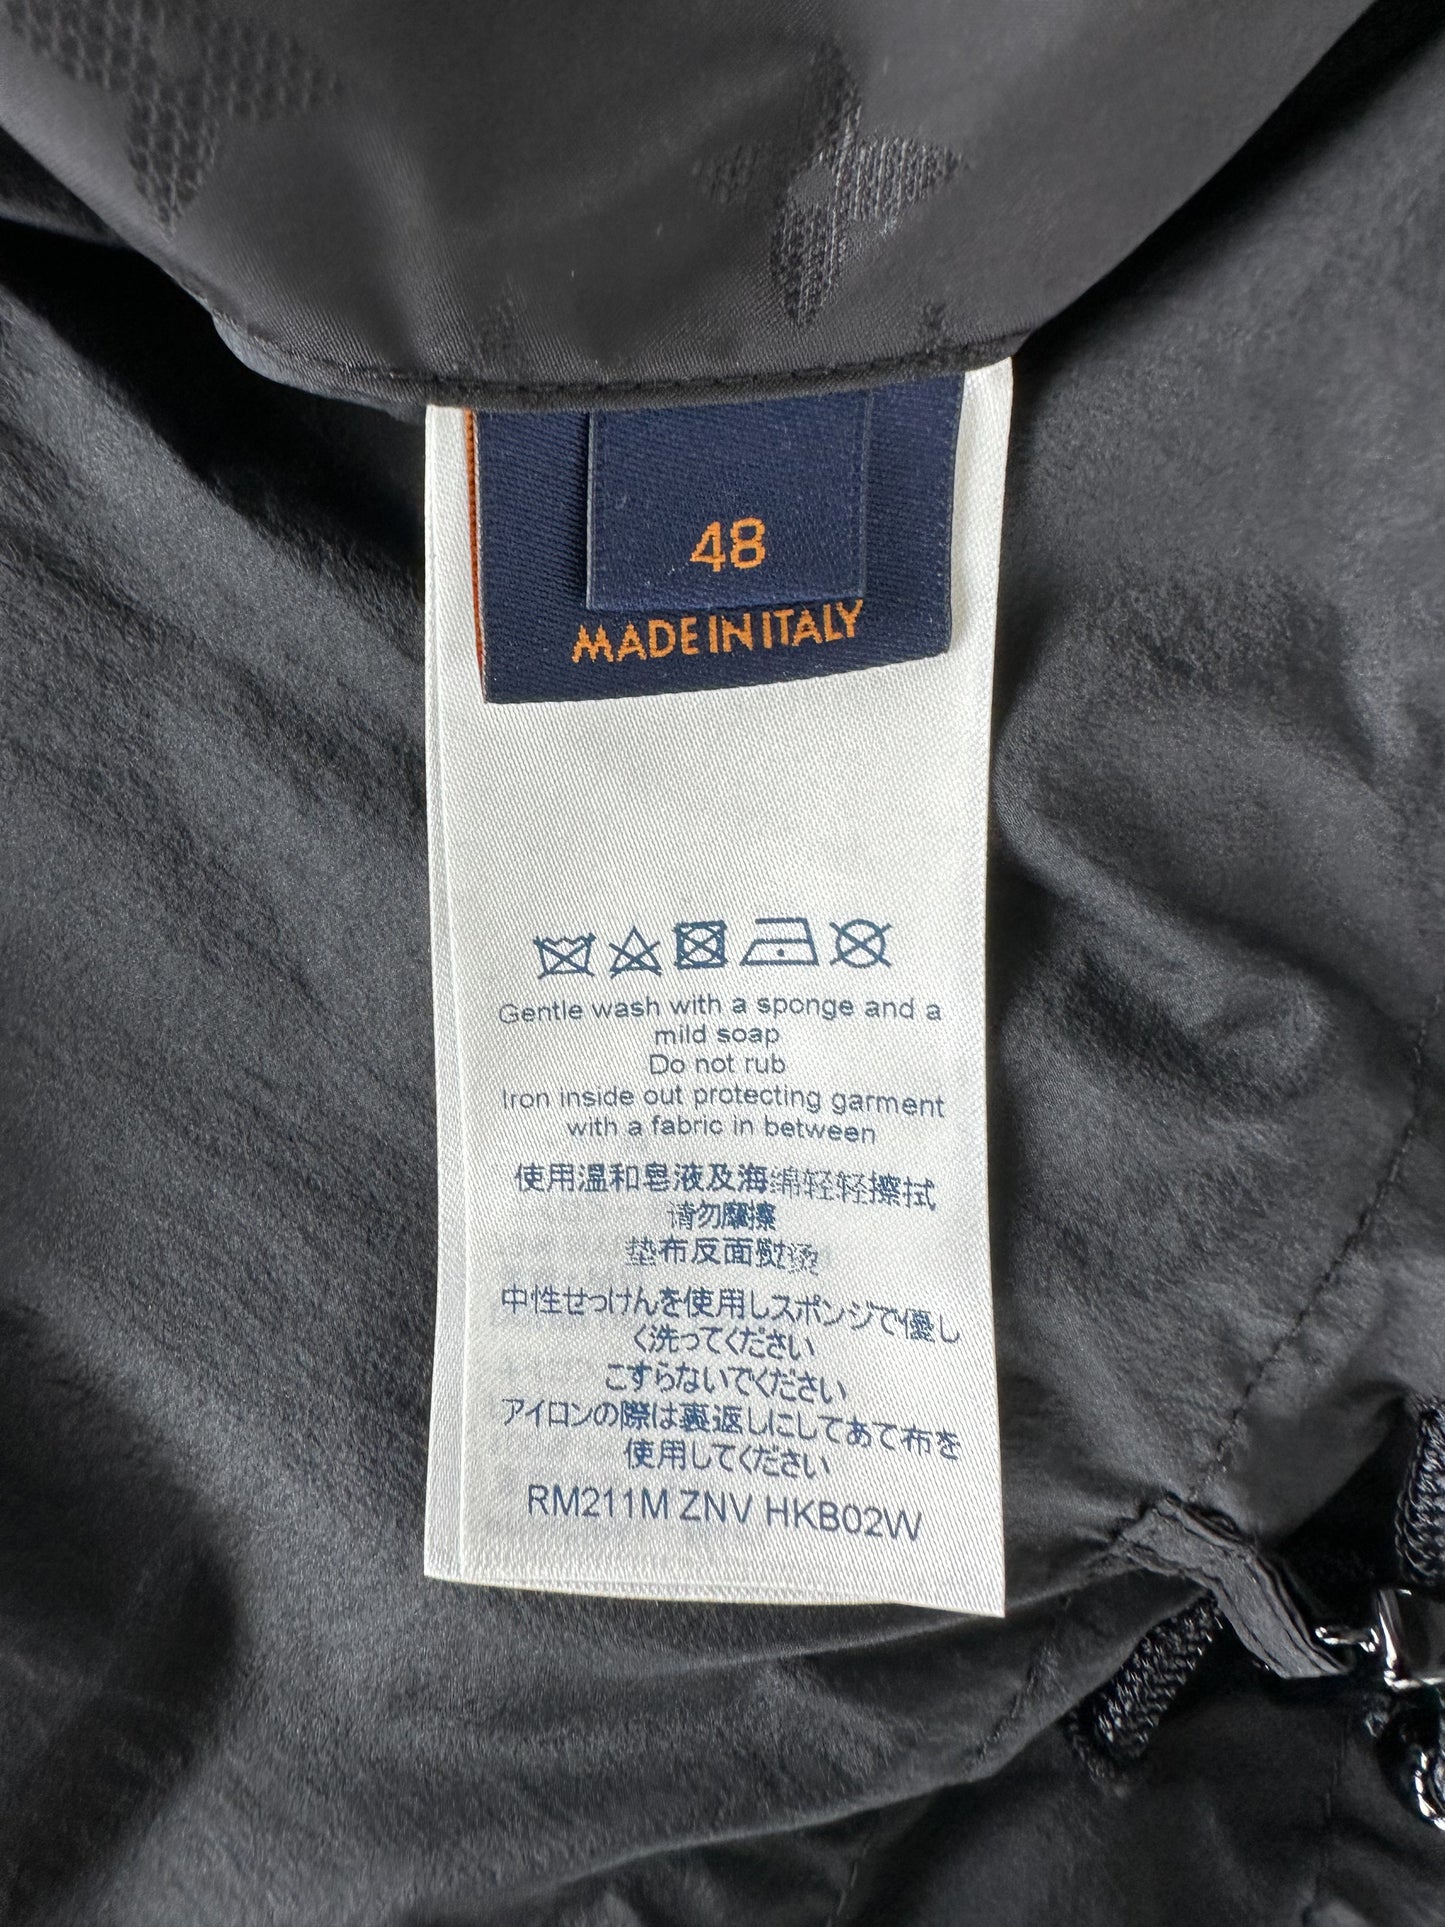 48
MADE IN ITALY
Gentle wash with a sponge and a
mild soap
Do not rub
Iron inside out protecting garment
with a fabric in between
使用温和皂液及海绵轻轻擦拭
请勿摩擦
垫布反面熨烫
中性せっけんを使用しスポンジで優し
く洗ってください
こすらないでください
アイロンの際は裏返しにしてあて布を
使用してください
RM211M ZNV HKB02W